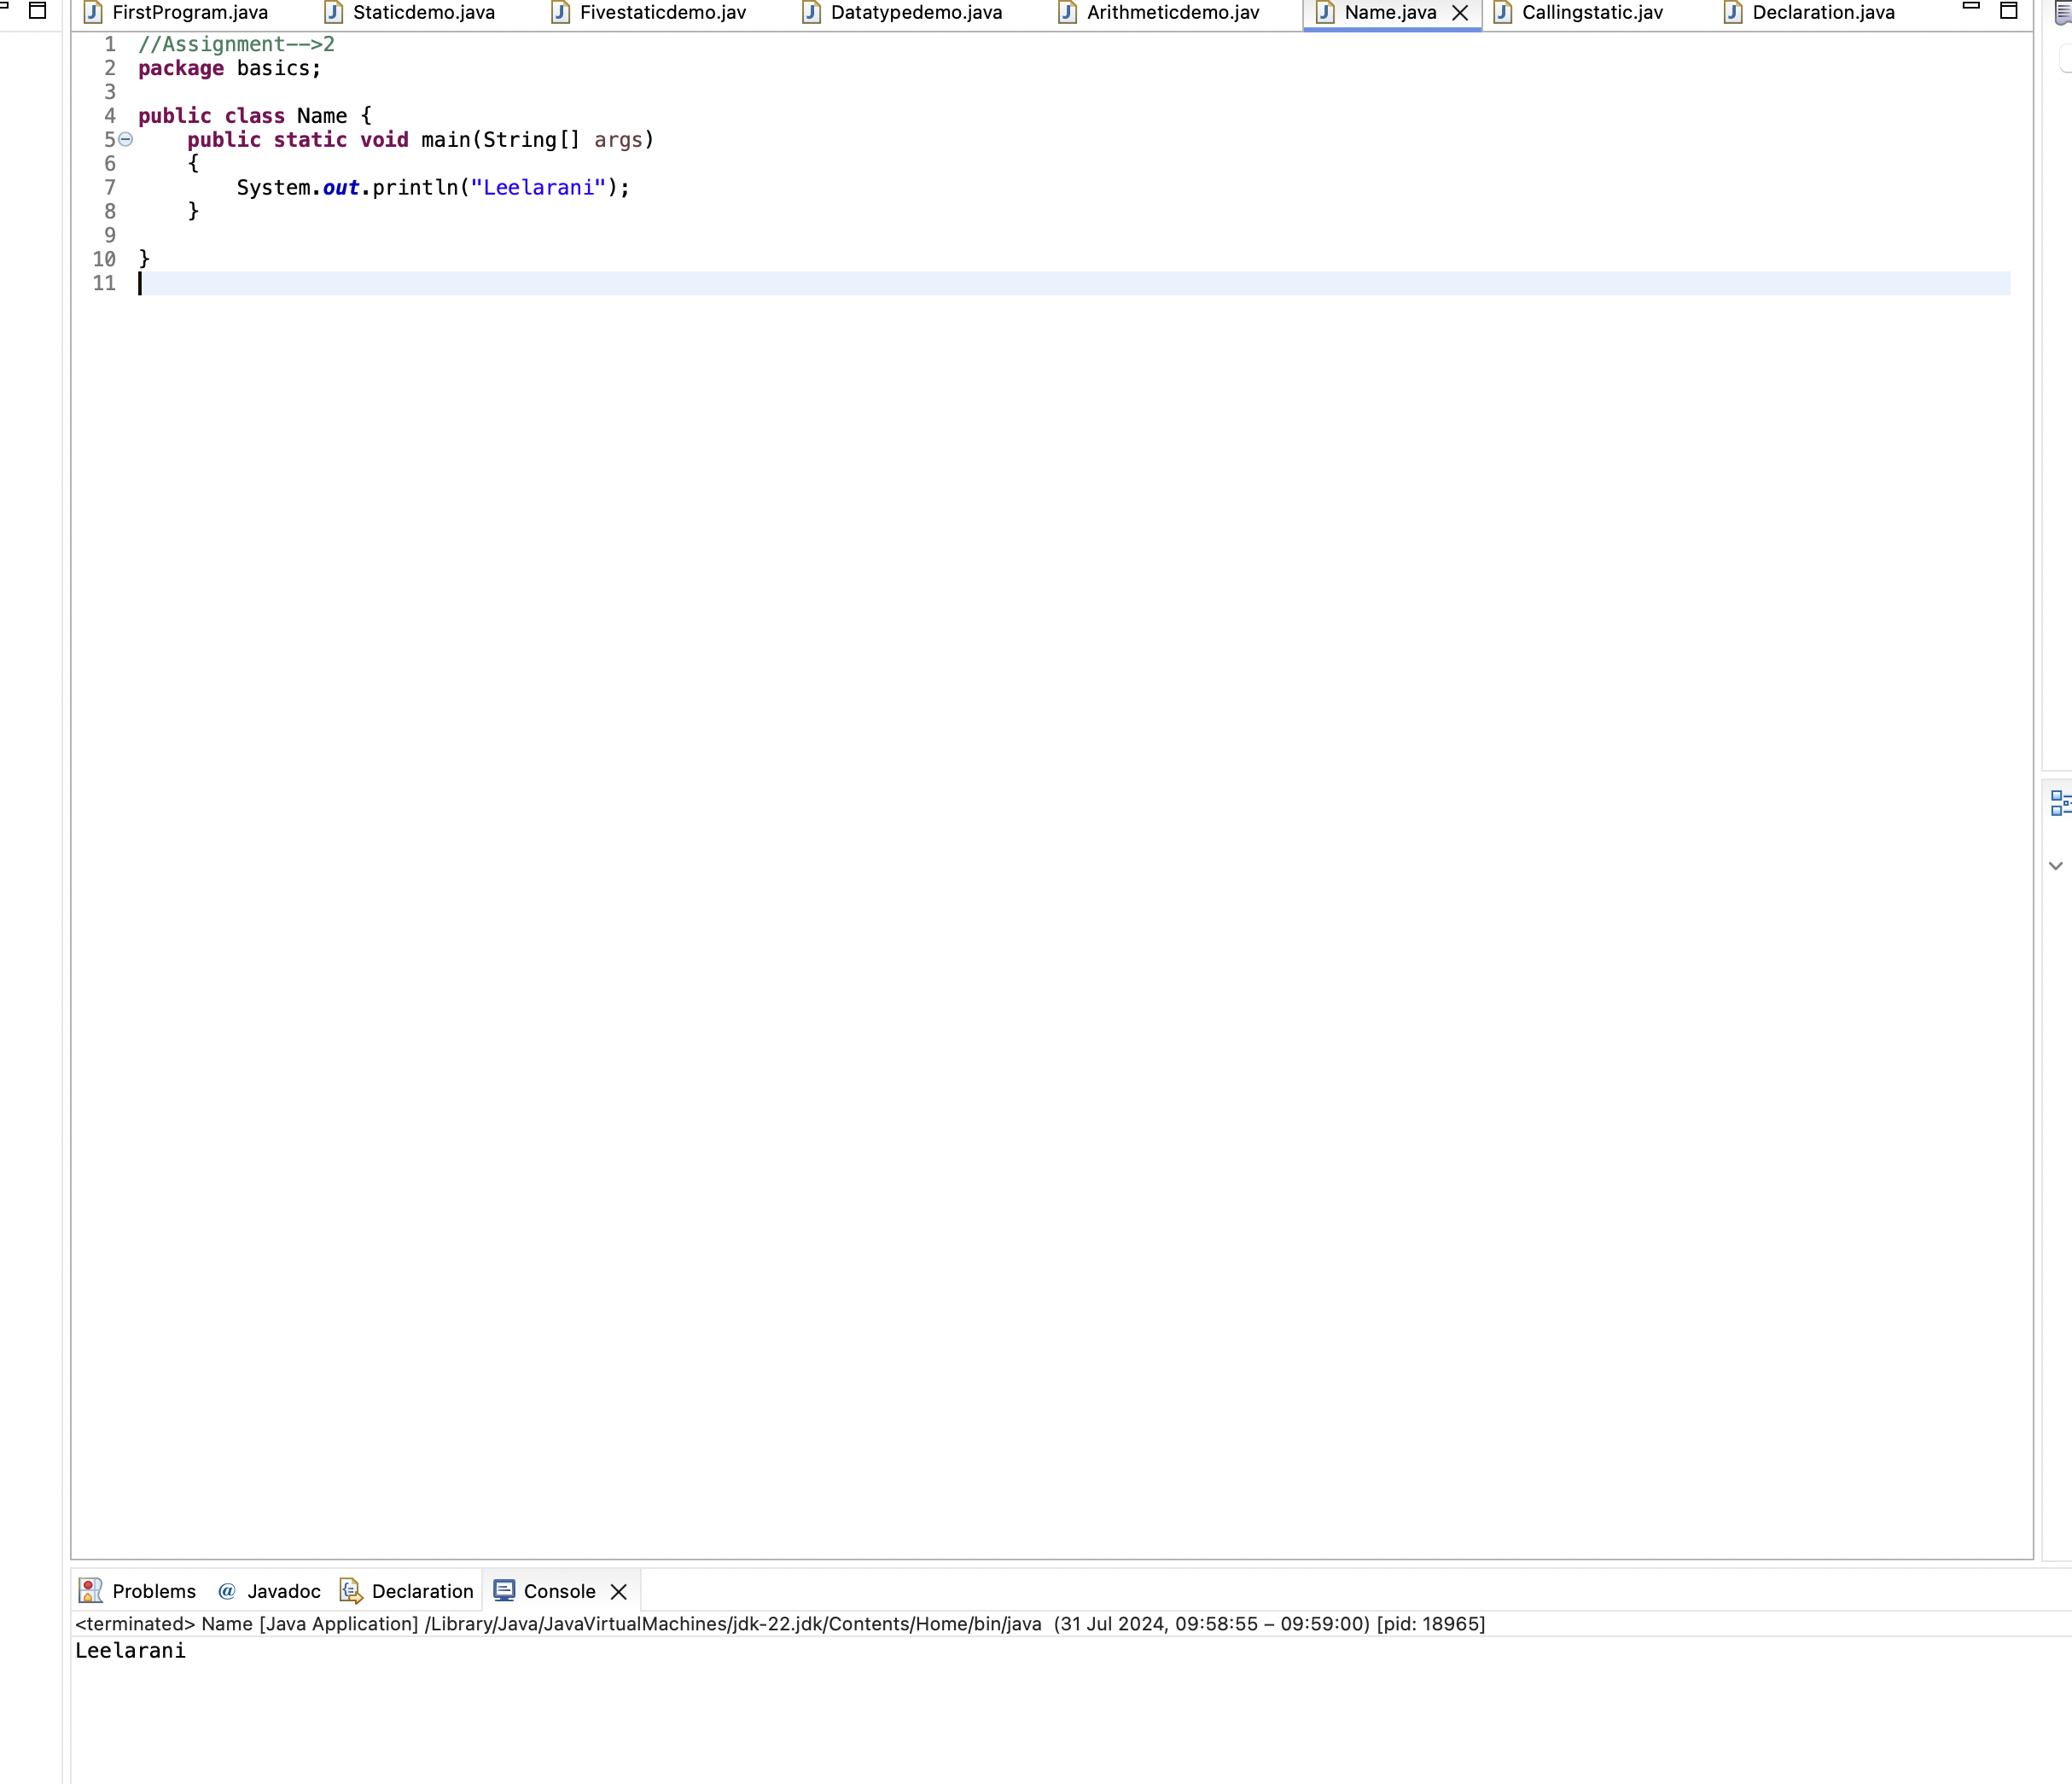 FirstProgram.java Staticdemo.java Fivestaticdemo.jav Datatypedemo.java Arithmeticdemo.jav Name.java Callingstatic.jav Declaration.java
1 //Assignment-->2
2 package basics;
3
4 public class Name {
5 public static void main(String[] args)
6 {
7 System.out.println("Leelarani");
8 }
9
10 }
11
Problems @ Javadoc Declaration Console
<terminated> Name [Java Application] /Library/Java/JavaVirtualMachines/jdk-22.jdk/Contents/Home/bin/java (31 Jul 2024, 09:58:55 – 09:59:00) [pid: 18965]
Leelarani